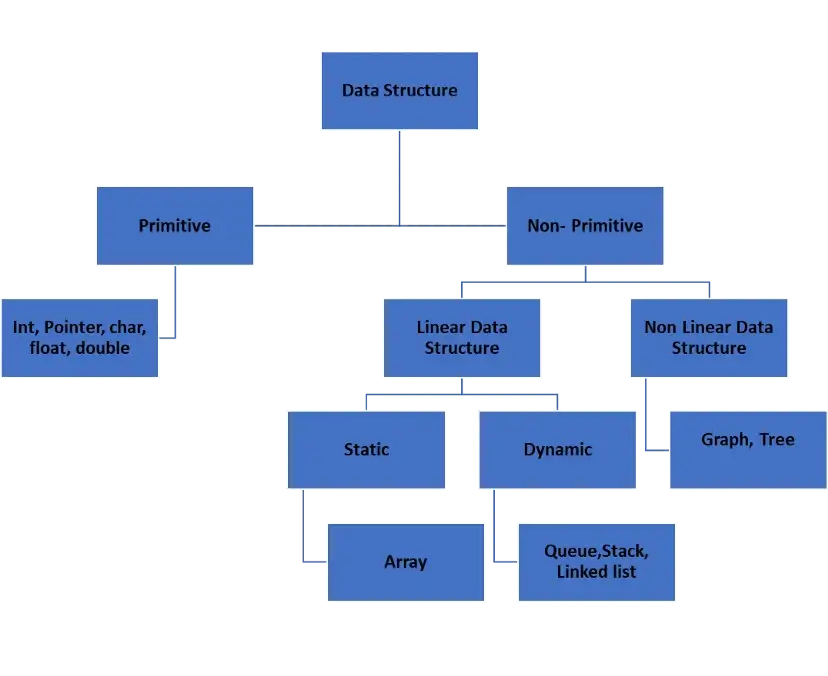 Data Structure
Primitive
Non- Primitive
Int, Pointer, char,
float, double
Linear Data
Structure
Non Linear Data
Structure
Static
Dynamic
Graph, Tree
Array
Queue,Stack,
Linked list